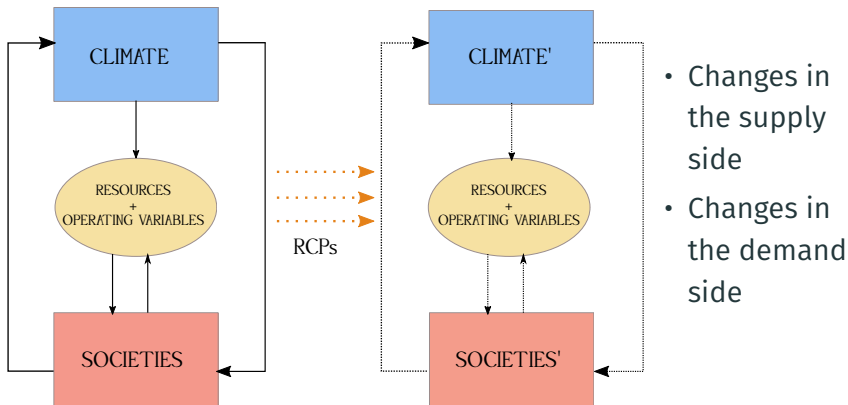 CLIMATE
RESOURCES
+
OPERATING VARIABLES
SOCIETIES
RCPs
CLIMATE'
RESOURCES
+
OPERATING VARIABLES
SOCIETIES'
• Changes in
the supply
side
• Changes in
the demand
side